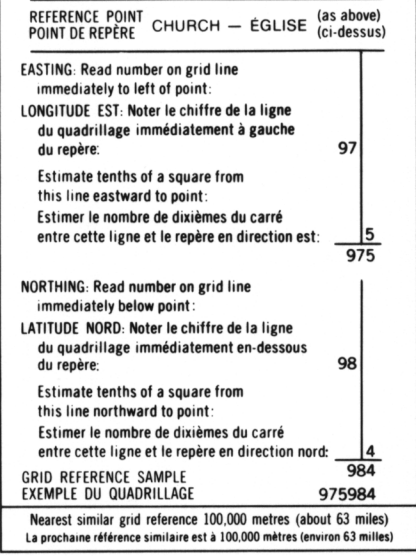 REFERENCE POINT
POINT DE REPÈRE
CHURCH — ÉGLISE
(as above)
(ci-dessus)
EASTING: Read number on grid line
immediately to left of point:
LONGITUDE EST: Noter le chiffre de la ligne
du quadrillage immédiatement à gauche
du repère: 97
Estimate tenths of a square from
this line eastward to point:
Estimer le nombre de dixièmes du carré
entre cette ligne et le repère en direction est: 5
975
NORTHING: Read number on grid line
immediately below point:
LATITUDE NORD: Noter le chiffre de la ligne
du quadrillage immédiatement en-dessous
du repère: 98
Estimate tenths of a square from
this line northward to point:
Estimer le nombre de dixièmes du carré
entre cette ligne et le repère en direction nord: 4
984
GRID REFERENCE SAMPLE
EXEMPLE DU QUADRILLAGE 975984
Nearest similar grid reference 100,000 metres (about 63 miles)
La prochaine référence similaire est à 100,000 mètres (environ 63 milles)